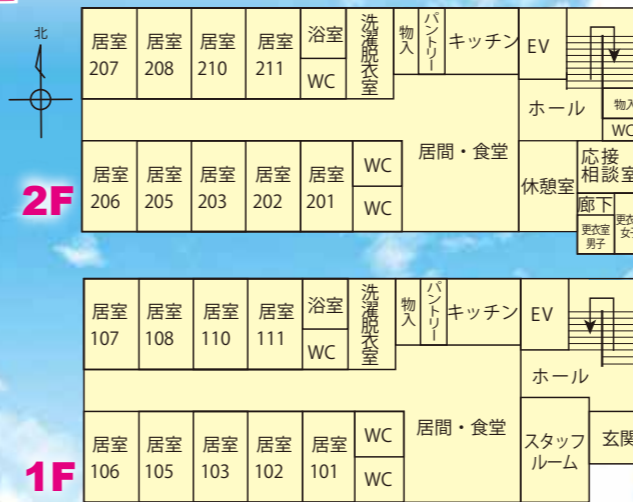 北
居室
207
居室
208
居室
210
居室
211
浴室
WC
洗濯脱衣室
物入
パントリー
キッチン
EV
ホール
物入
WC
2F
居室
206
居室
205
居室
203
居室
202
居室
201
WC
WC
居間・食堂
休憩室
応接
相談室
廊下
更衣室
男子
更衣
女子
居室
107
居室
108
居室
110
居室
111
浴室
WC
洗濯脱衣室
物入
パントリー
キッチン
EV
ホール
1F
居室
106
居室
105
居室
103
居室
102
居室
101
WC
WC
居間・食堂
スタッフ
ルーム
玄関